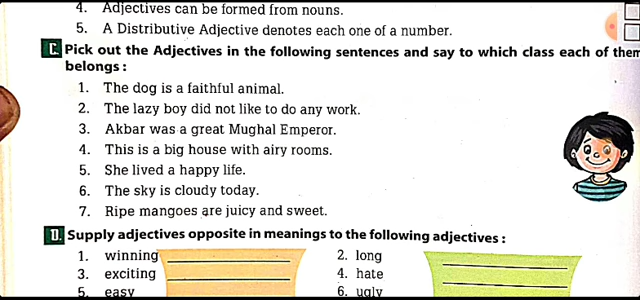 4. Adjectives can be formed from nouns.
5. A Distributive Adjective denotes each one of a number.
C. Pick out the Adjectives in the following sentences and say to which class each of them
belongs :
1. The dog is a faithful animal.
2. The lazy boy did not like to do any work.
3. Akbar was a great Mughal Emperor.
4. This is a big house with airy rooms.
5. She lived a happy life.
6. The sky is cloudy today.
7. Ripe mangoes are juicy and sweet.
D. Supply adjectives opposite in meanings to the following adjectives :
1. winning 2. long
3. exciting 4. hate
5. easy 6. ugly